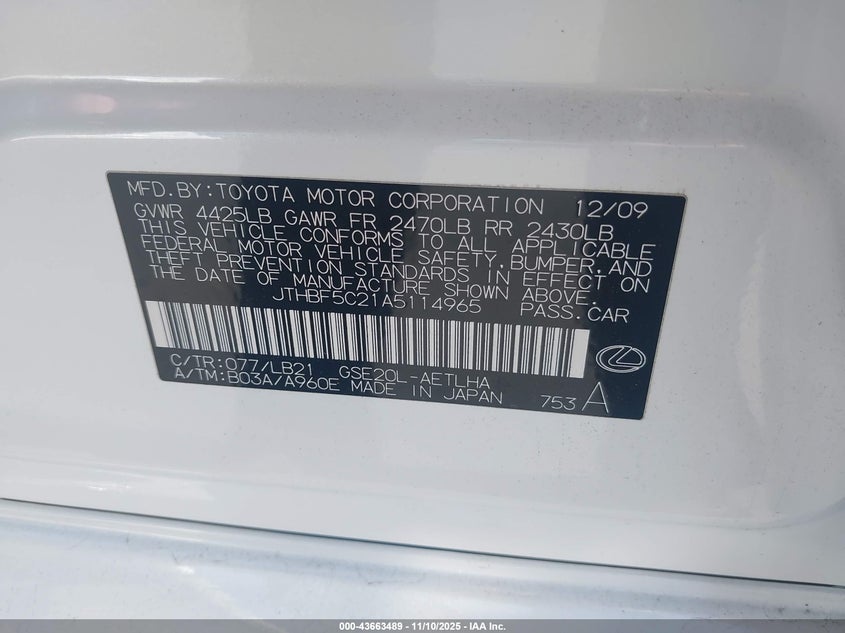 MFD.BY:TOYOTA MOTOR CORPORATION 12/09
GVWR 4425LB GAWR FR 2470LB RR 2430LB
THIS VEHICLE CONFORMS TO ALL APPLICABLE
FEDERAL MOTOR VEHICLE SAFETY,BUMPER,AND
THEFT PREVENTION STANDARDS IN EFFECT ON
THE DATE OF MANUFACTURE SHOWN ABOVE.
JTHBF5C21A5114965 PASS.CAR
C/TR:077/LB21 GSE20L-AETLHA
A/TM:B03A/A960E MADE IN JAPAN 753 A
000-43663489 - 11/10/2025 - IAA Inc.